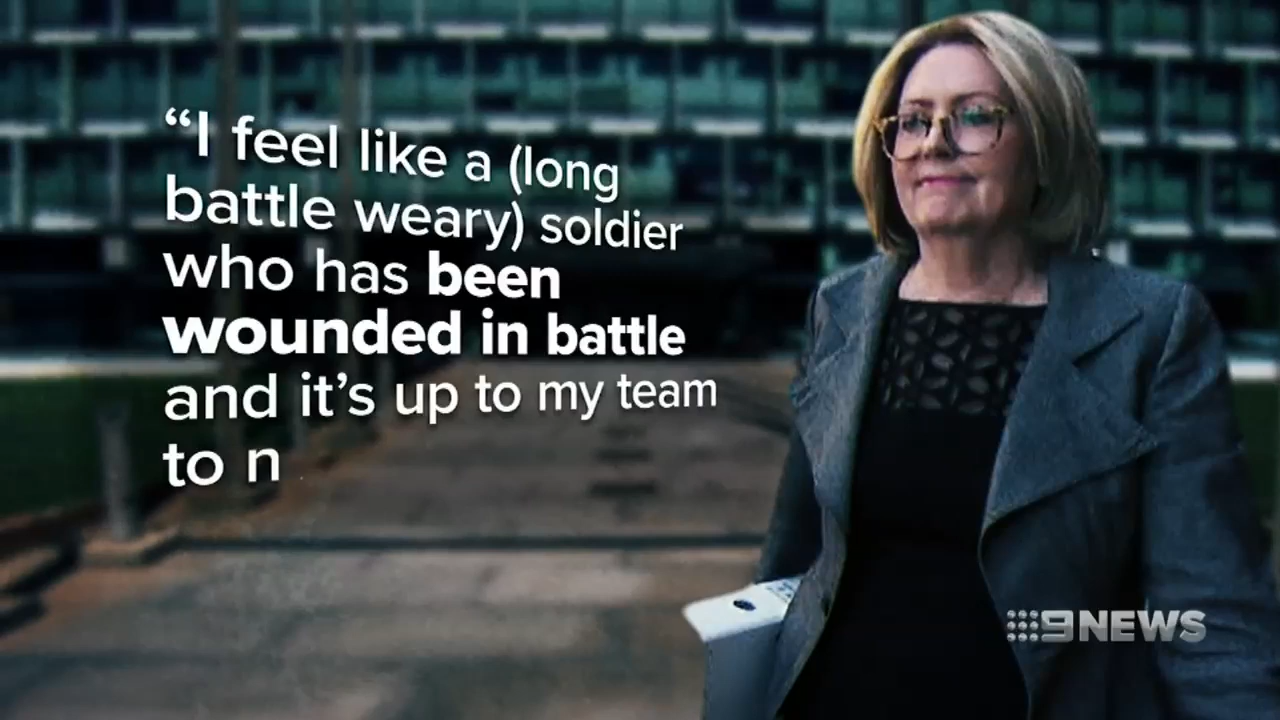 “I feel like a (long
battle weary) soldier
who has been
wounded in battle
and it’s up to my team
to n
9NEWS